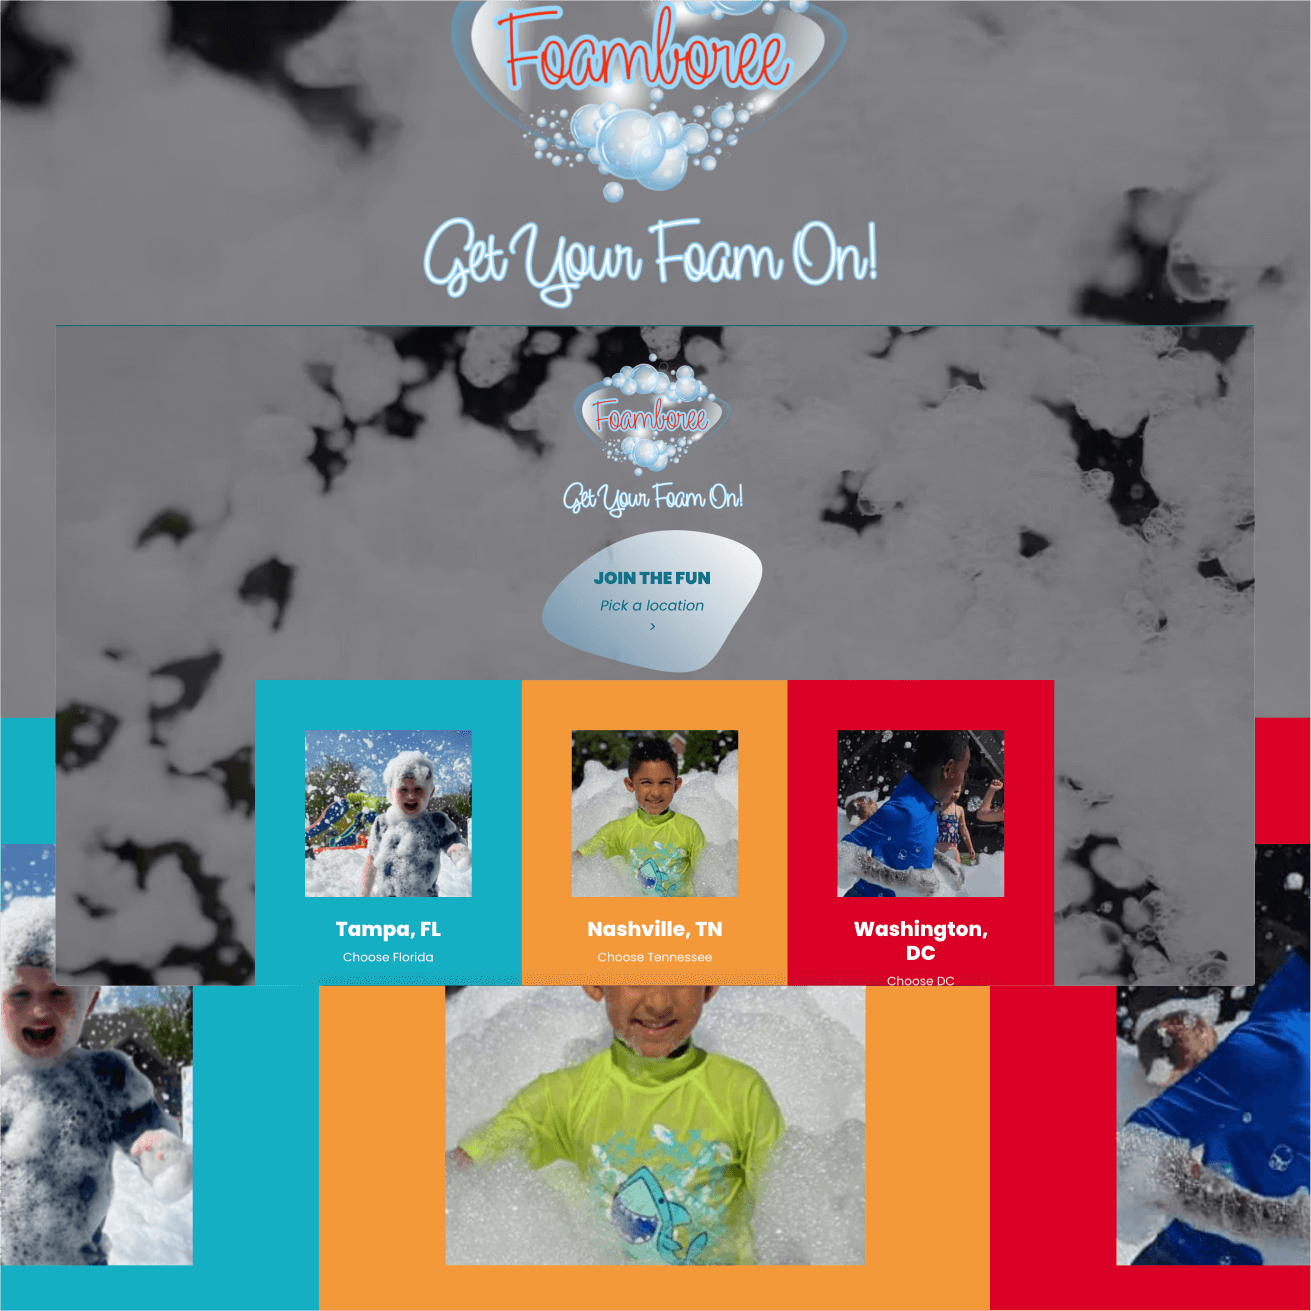 Foamboree
Get Your Foam On!
Foamboree
Get Your Foam On!
JOIN THE FUN
Pick a location
>
Tampa, FL
Choose Florida
Nashville, TN
Choose Tennessee
Washington,
DC
Choose DC